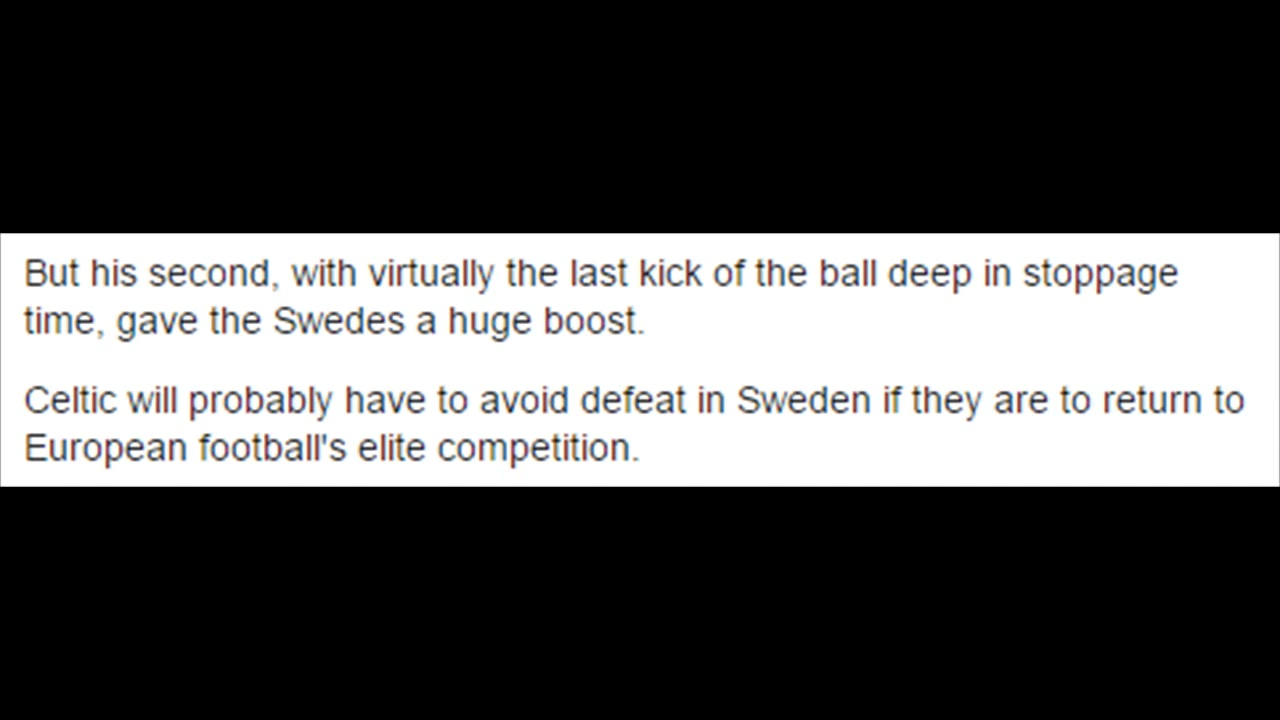 But his second, with virtually the last kick of the ball deep in stoppage
time, gave the Swedes a huge boost.
Celtic will probably have to avoid defeat in Sweden if they are to return to
European football's elite competition.